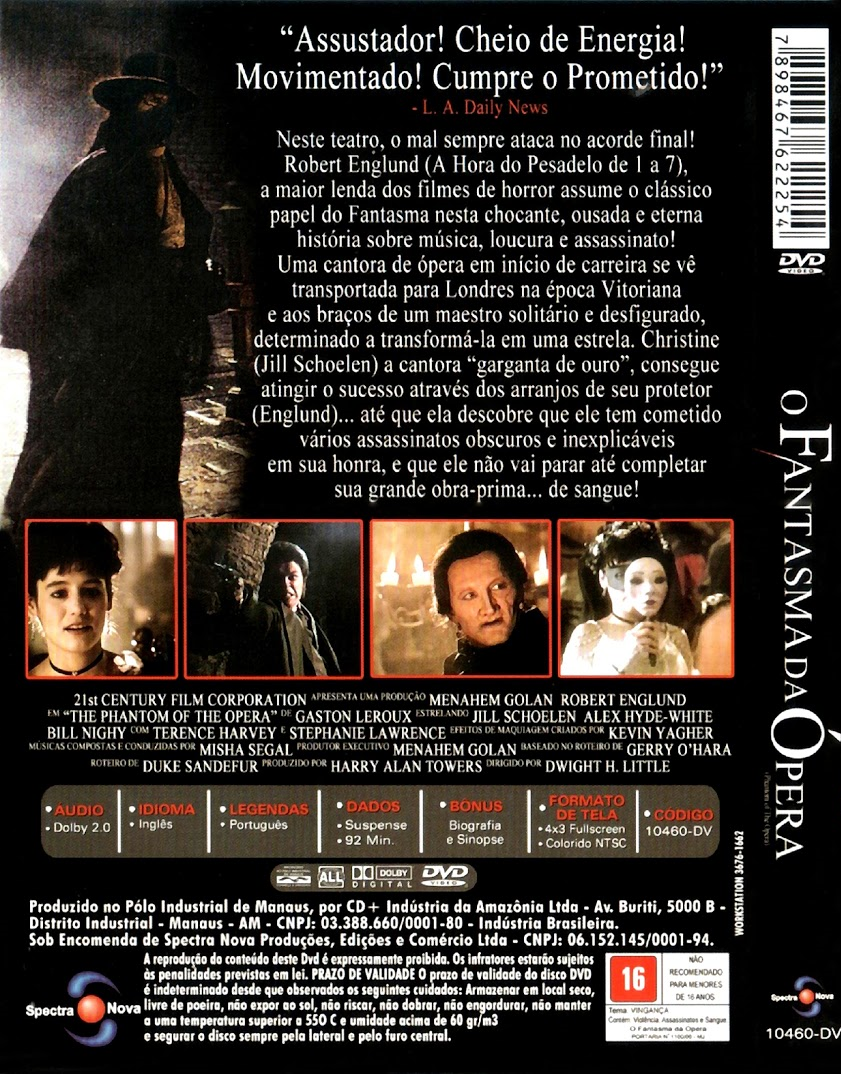 “Assustador! Cheio de Energia!
Movimentado! Cumpre o Prometido!”
- L. A. Daily News
Neste teatro, o mal sempre ataca no acorde final!
Robert Englund (A Hora do Pesadelo de 1 a 7),
a maior lenda dos filmes de horror assume o clássico
papel do Fantasma nesta chocante, ousada e eterna
história sobre música, loucura e assassinato!
Uma cantora de ópera em início de carreira se vê
transportada para Londres na época Vitoriana
e aos braços de um maestro solitário e desfigurado,
determinado a transformá-la em uma estrela. Christine
(Jill Schoelen) a cantora “garganta de ouro”, consegue
atingir o sucesso através dos arranjos de seu protetor
(Englund)... até que ela descobre que ele tem cometido
vários assassinatos obscuros e inexplicáveis
em sua honra, e que ele não vai parar até completar
sua grande obra-prima... de sangue!
21st CENTURY FILM CORPORATION APRESENTA UMA PRODUÇÃO MENAHEM GOLAN ROBERT ENGLUND
EM “THE PHANTOM OF THE OPERA” DE GASTON LEROUX ESTRELANDO JILL SCHOELEN ALEX HYDE-WHITE
BILL NIGHY COM TERENCE HARVEY E STEPHANIE LAWRENCE EFEITOS DE MAQUIAGEM CRIADOS POR KEVIN YAGHER
MÚSICAS COMPOSTAS E CONDUZIDAS POR MISHA SEGAL PRODUTOR EXECUTIVO MENAHEM GOLAN BASEADO NO ROTEIRO DE GERRY O'HARA
ROTEIRO DE DUKE SANDEFUR PRODUZIDO POR HARRY ALAN TOWERS DIRIGIDO POR DWIGHT H. LITTLE
• ÁUDIO
• Dolby 2.0
• IDIOMA
• Inglês
• LEGENDAS
• Português
• DADOS
• Suspense
• 92 Min.
• BÔNUS
Biografia
e Sinopse
• FORMATO
DE TELA
• 4x3 Fullscreen
• Colorido NTSC
• CÓDIGO
10460-DV
ALL
DOLBY
DIGITAL
DVD
VIDEO
Produzido no Pólo Industrial de Manaus, por CD+ Indústria da Amazônia Ltda - Av. Buriti, 5000 B -
Distrito Industrial - Manaus - AM - CNPJ: 03.388.660/0001-80 - Indústria Brasileira.
Sob Encomenda de Spectra Nova Produções, Edições e Comércio Ltda - CNPJ: 06.152.145/0001-94.
Spectra Nova
A reprodução do conteúdo deste Dvd é expressamente proibida. Os infratores estarão sujeitos
às penalidades previstas em lei. PRAZO DE VALIDADE O prazo de validade do disco DVD
é indeterminado desde que observados os seguintes cuidados: Armazenar em local seco,
livre de poeira, não expor ao sol, não riscar, não dobrar, não engordurar, não manter
a uma temperatura superior a 550 C e umidade acima de 60 gr/m3
e segurar o disco sempre pela lateral e pelo furo central.
16
NÃO
RECOMENDADO
PARA MENORES
DE 16 ANOS
Tema: VINGANÇA
Contém: Violência, Assassinatos e Sangue
O Fantasma da Ópera
WORKSTATION 3676-1662
7898467622254
DVD
VIDEO
O FANTASMA DA ÓPERA
(Phantom of The Opera)
Spectra Nova
10460-DV